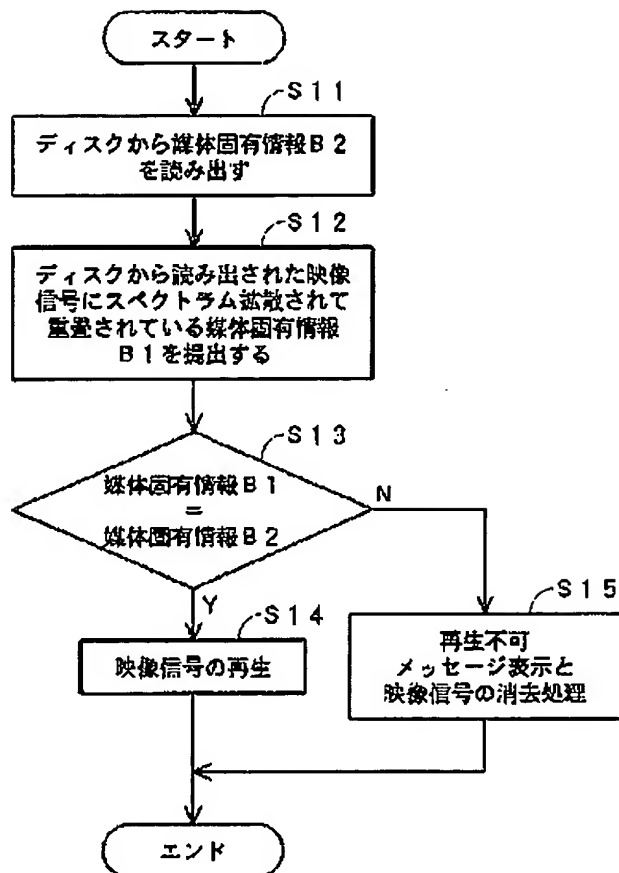 スタート
S11
ディスクから媒体固有情報B2
を読み出す
S12
ディスクから読み出された映像
信号にスペクトラム拡散されて
重畳されている媒体固有情報
B1を提出する
S13
媒体固有情報B1
=
媒体固有情報B2
N
Y
S14
映像信号の再生
S15
再生不可
メッセージ表示と
映像信号の消去処理
エンド